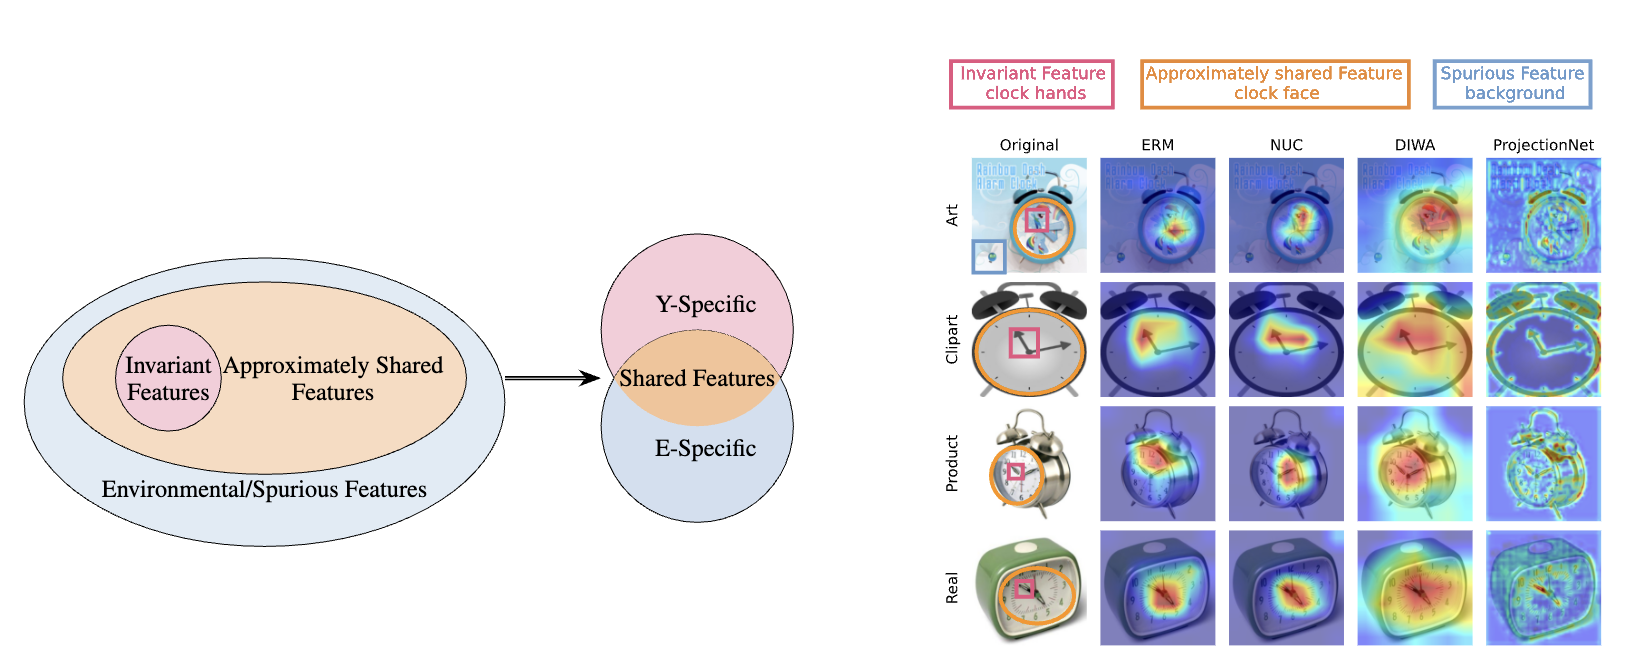 Invariant
Features
Approximately Shared
Features
Environmental/Spurious Features
Y-Specific
Shared Features
E-Specific
Invariant Feature
clock hands
Approximately shared Feature
clock face
Spurious Feature
background
Original
ERM
NUC
DIWA
ProjectionNet
Art
Rainbow Dash
Alarm Clock
Clipart
Product
Real